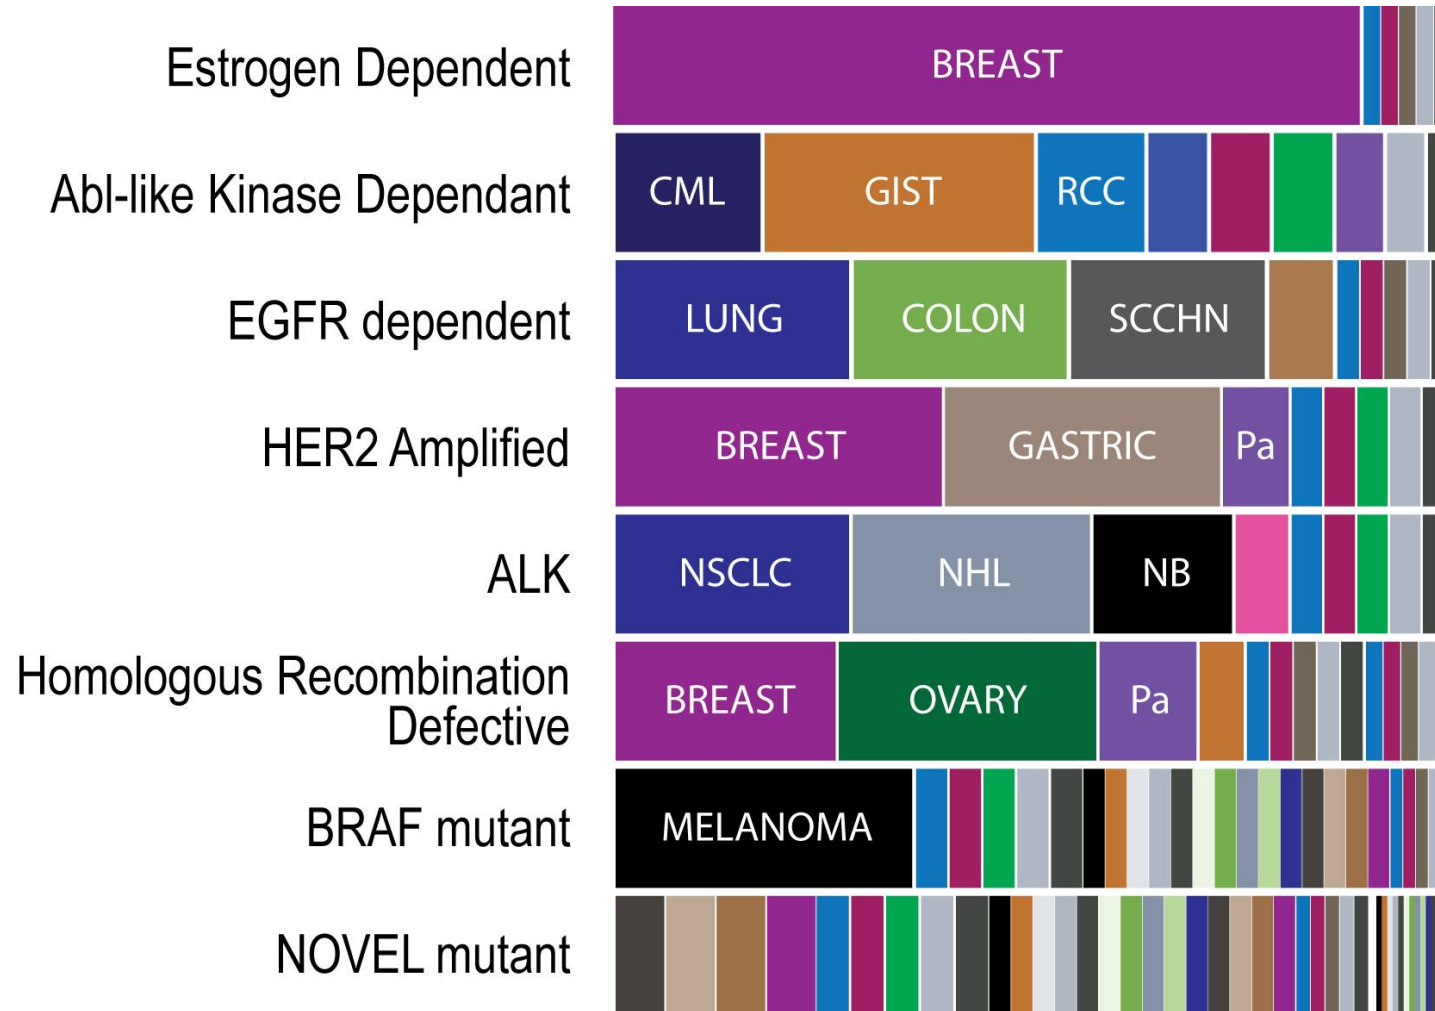 Estrogen Dependent
BREAST
Abl-like Kinase Dependant
CML GIST RCC
EGFR dependent
LUNG COLON SCCHN
HER2 Amplified
BREAST GASTRIC Pa
ALK
NSCLC NHL NB
Homologous Recombination
Defective
BREAST OVARY Pa
BRAF mutant
MELANOMA
NOVEL mutant